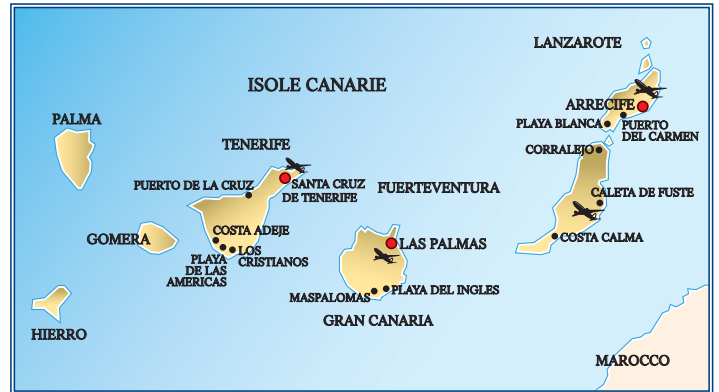 LANZAROTE
ISOLE CANARIE
ARRECIFE
PALMA
PLAYA BLANCA
PUERTO
DEL CARMEN
TENERIFE
CORRALEJO
PUERTO DE LA CRUZ
SANTA CRUZ
DE TENERIFE
FUERTEVENTURA
CALETA DE FUSTE
GOMERA
COSTA ADEJE
LAS PALMAS
COSTA CALMA
PLAYA
DE LAS
AMERICAS
LOS
CRISTIANOS
MASPALOMAS
PLAYA DEL INGLES
HIERRO
GRAN CANARIA
MAROCCO